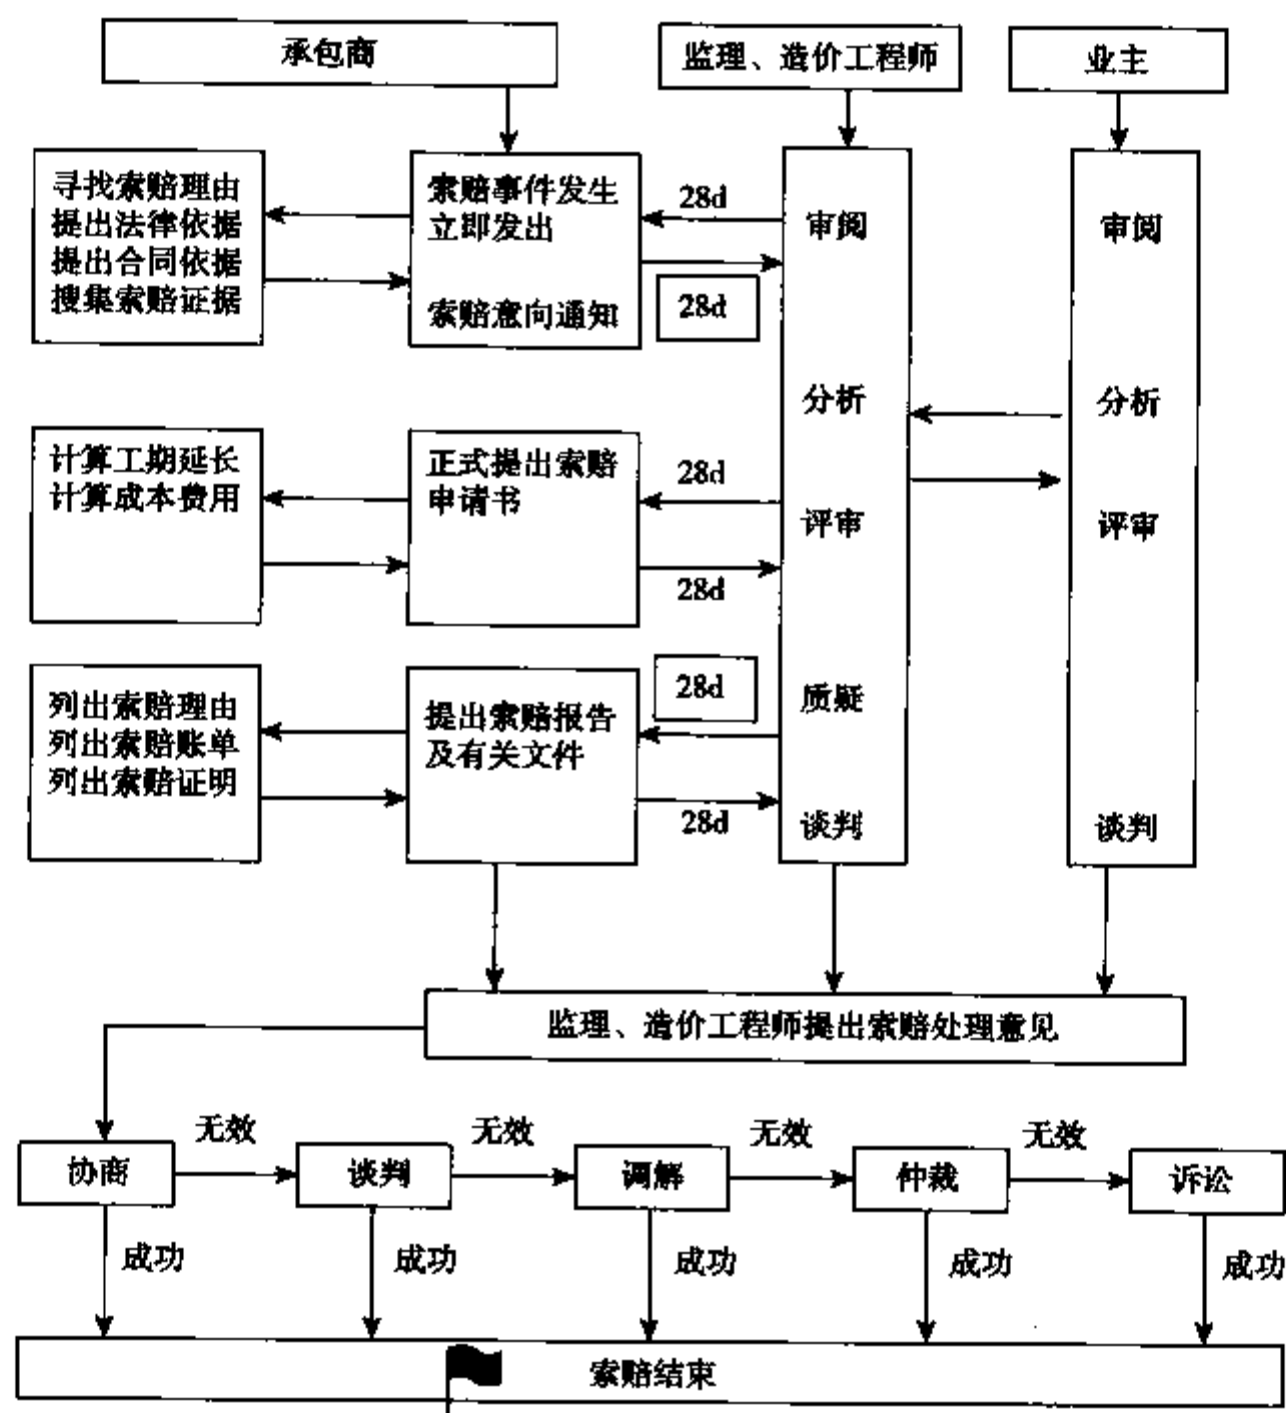 承包商
监理、造价工程师
业主
寻找索赔理由
提出法律依据
提出合同依据
搜集索赔证据
索赔事件发生
立即发出
索赔意向通知
28d
28d
审阅
审阅
分析
分析
计算工期延长
计算成本费用
正式提出索赔
申请书
28d
28d
评审
评审
列出索赔理由
列出索赔账单
列出索赔证明
提出索赔报告
及有关文件
28d
28d
质疑
谈判
谈判
监理、造价工程师提出索赔处理意见
协商
无效
谈判
无效
调解
无效
仲裁
无效
诉讼
成功
成功
成功
成功
成功
索赔结束